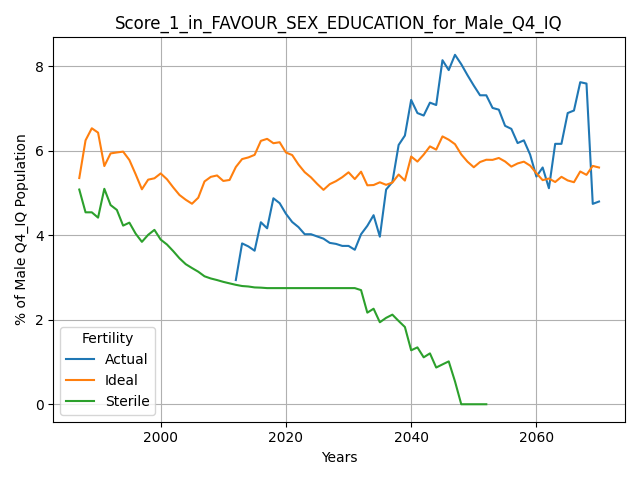 Score_1_in_FAVOUR_SEX_EDUCATION_for_Male_Q4_IQ
% of Male Q4_IQ Population
8
6
4
2
0
Fertility
Actual
Ideal
Sterile
2000
2020
2040
2060
Years